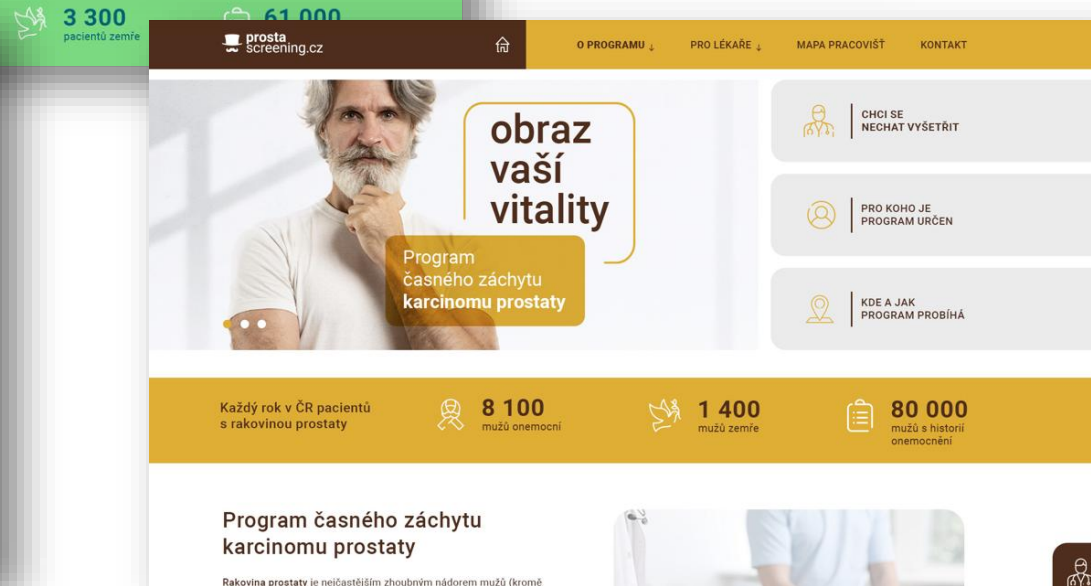 3 300
pacientů zemře
61 000
prosta
screening.cz
O PROGRAMU ↓
PRO LÉKAŘE ↓
MAPA PRACOVIŠŤ
KONTAKT
obraz
vaší
vitality
Program
časného záchytu
karcinomu prostaty
CHCI SE
NECHAT VYŠETŘIT
PRO KOHO JE
PROGRAM URČEN
KDE A JAK
PROGRAM PROBÍHÁ
Každý rok v ČR pacientů
s rakovinou prostaty
8 100
mužů onemocní
1 400
mužů zemře
80 000
mužů s historií
onemocnění
Program časného záchytu
karcinomu prostaty
Rakovina prostaty je nejčastějším zhoubným nádorem mužů (kromě